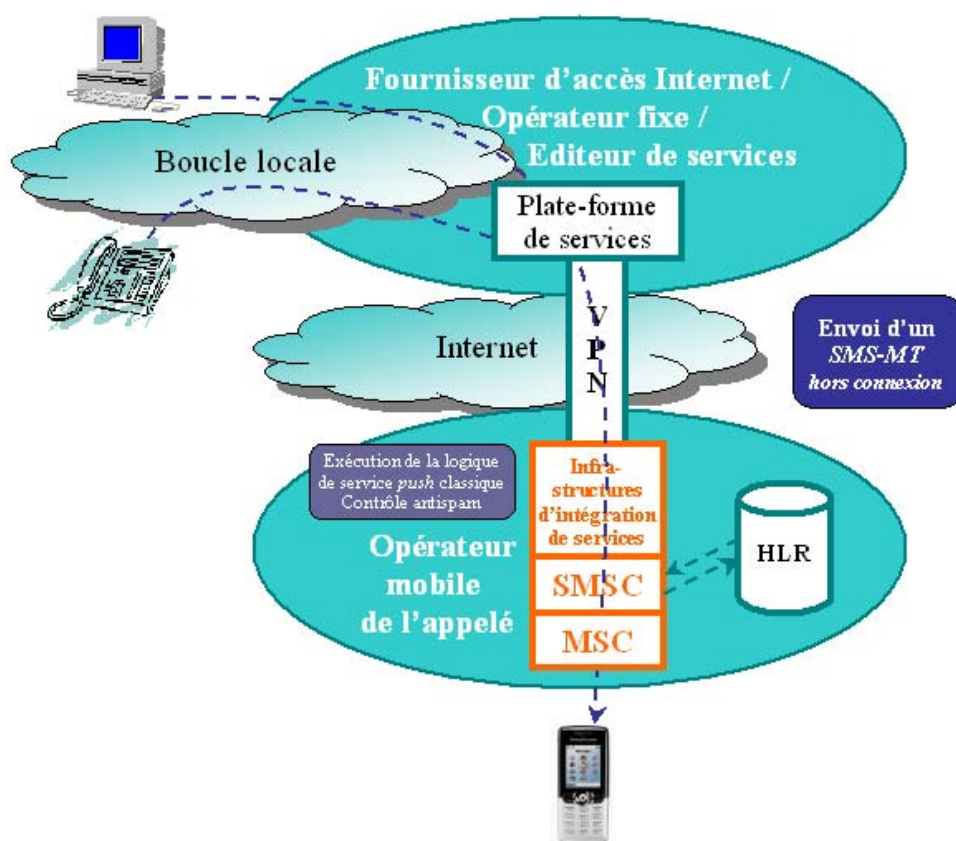 Fournisseur d'accès Internet /
Opérateur fixe /
Editeur de services
Boucle locale
Plate-forme
de services
Internet
V
P
N
Envoi d'un
SMS-MT
hors connexion
Exécution de la logique
de service push classique
Contrôle antispam
Infra-
structures
d'intégration
de services
Opérateur
mobile
de l'appelé
SMSC
MSC
HLR